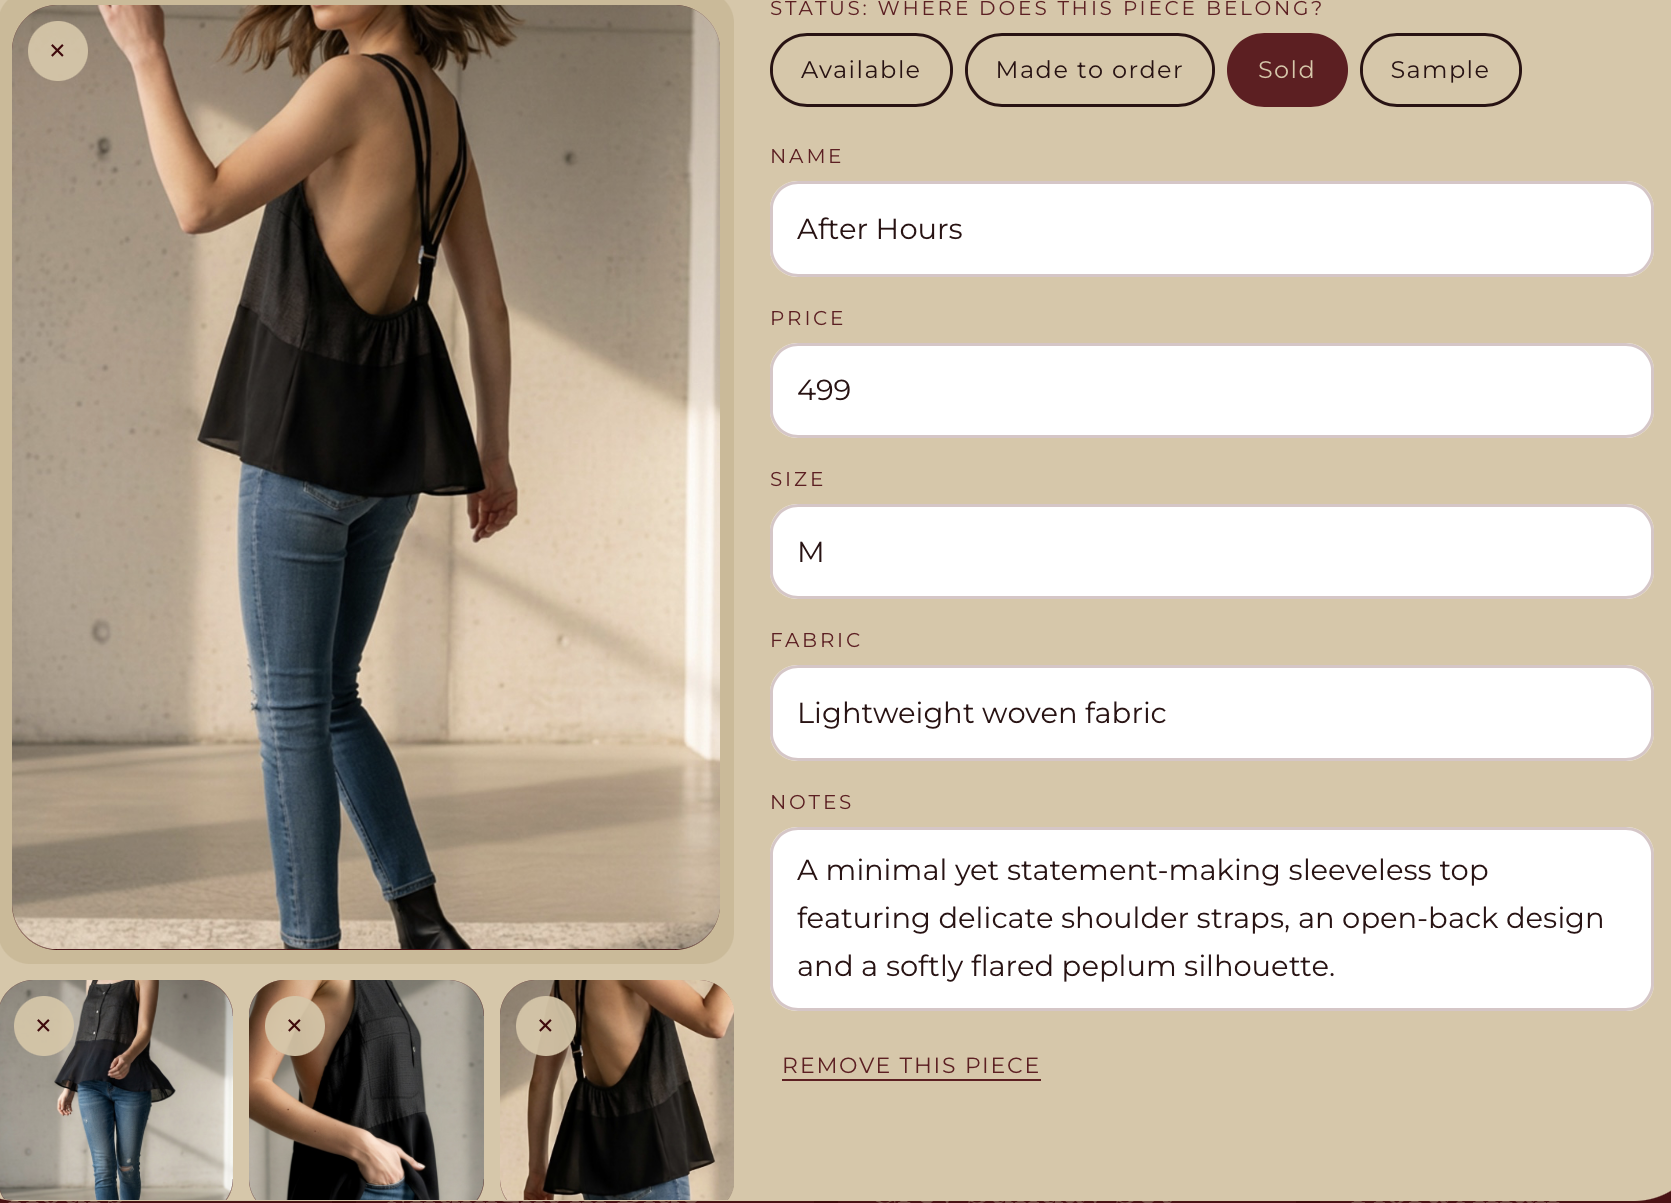 STATUS: WHERE DOES THIS PIECE BELONG?
Available
Made to order
Sold
Sample
NAME
After Hours
PRICE
499
SIZE
M
FABRIC
Lightweight woven fabric
NOTES
A minimal yet statement-making sleeveless top
featuring delicate shoulder straps, an open-back design
and a softly flared peplum silhouette.
REMOVE THIS PIECE